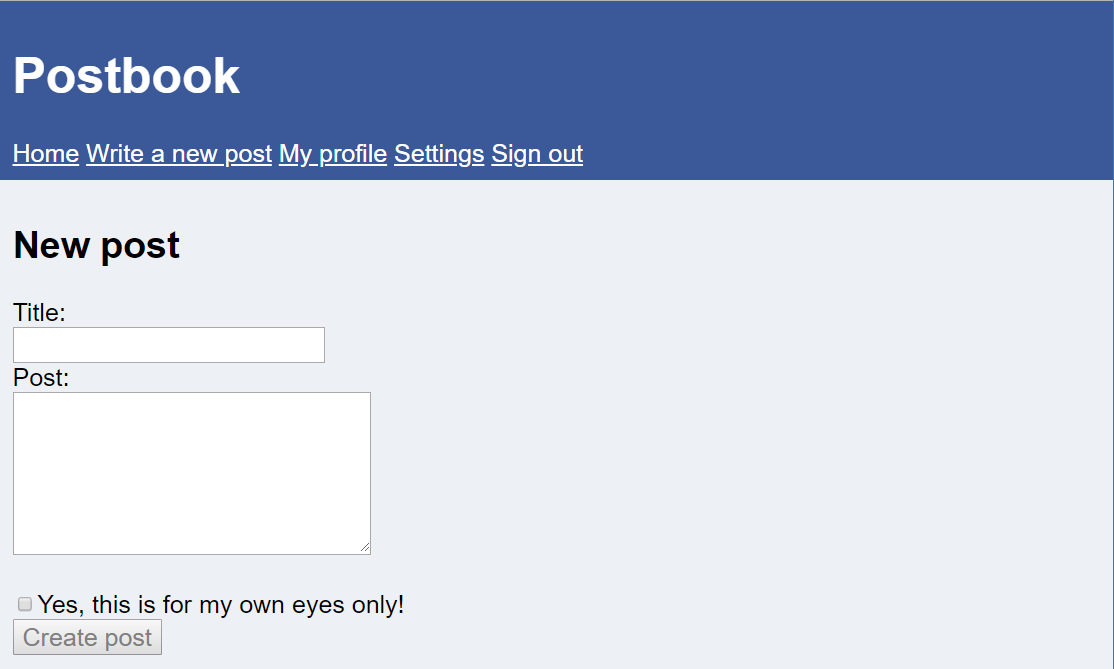 Postbook
Home Write a new post My profile Settings Sign out
New post
Title:
Post:
Yes, this is for my own eyes only!
Create post